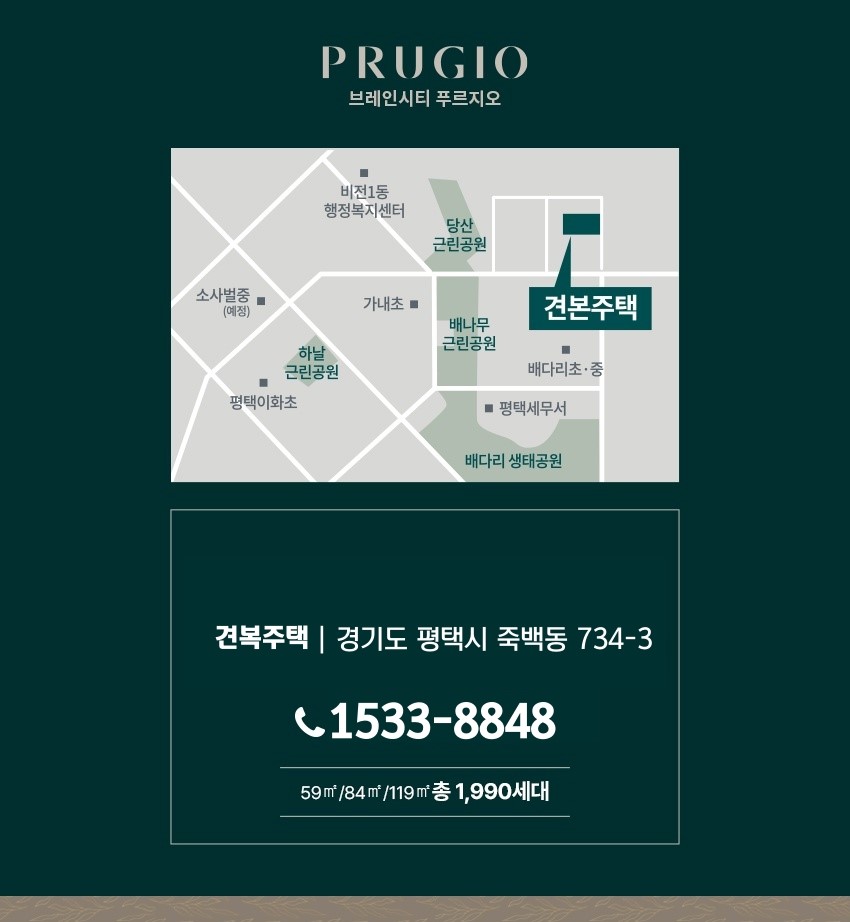 PRUGIO
브레인시티 푸르지오
비전1동
행정복지센터
당산
근린공원
소사벌중
(예정)
가내초
견본주택
배나무
근린공원
하날
근린공원
배다리초·중
평택이화초
평택세무서
배다리 생태공원
견복주택 | 경기도 평택시 죽백동 734-3
1533-8848
59㎡/84㎡/119㎡총 1,990세대